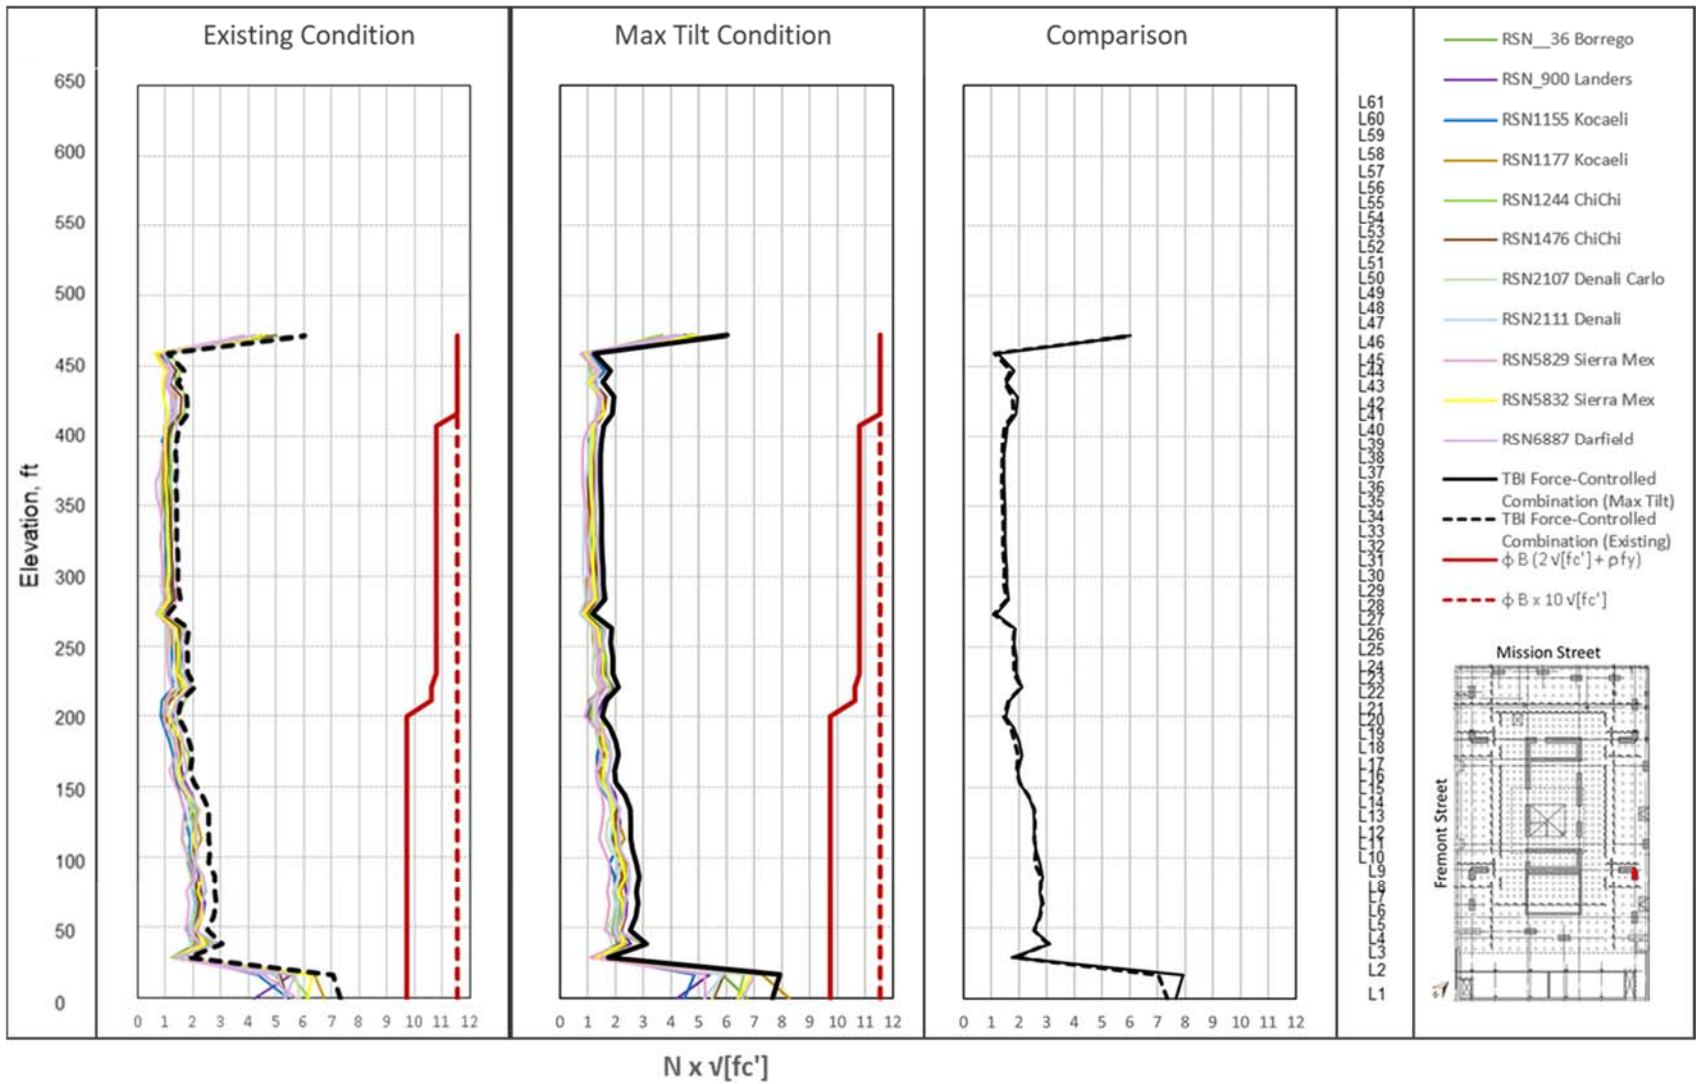 Existing Condition
Max Tilt Condition
Comparison
Elevation, ft
650
600
550
500
450
400
350
300
250
200
150
100
50
0
0 1 2 3 4 5 6 7 8 9 10 11 12
0 1 2 3 4 5 6 7 8 9 10 11 12
0 1 2 3 4 5 6 7 8 9 10 11 12
N x √[fc']
L61
L60
L59
L58
L57
L56
L55
L54
L53
L52
L51
L50
L49
L48
L47
L46
L45
L44
L43
L42
L41
L40
L39
L38
L37
L36
L35
L34
L33
L32
L31
L30
L29
L28
L27
L26
L25
L24
L23
L22
L21
L20
L19
L18
L17
L16
L15
L14
L13
L12
L11
L10
L9
L8
L7
L6
L5
L4
L3
L2
L1
RSN__36 Borrego
RSN_900 Landers
RSN1155 Kocaeli
RSN1177 Kocaeli
RSN1244 ChiChi
RSN1476 ChiChi
RSN2107 Denali Carlo
RSN2111 Denali
RSN5829 Sierra Mex
RSN5832 Sierra Mex
RSN6887 Darfield
TBI Force-Controlled
Combination (Max Tilt)
TBI Force-Controlled
Combination (Existing)
ϕ B (2 √[fc'] + ρ fy)
ϕ B x 10 √[fc']
Mission Street
Fremont Street